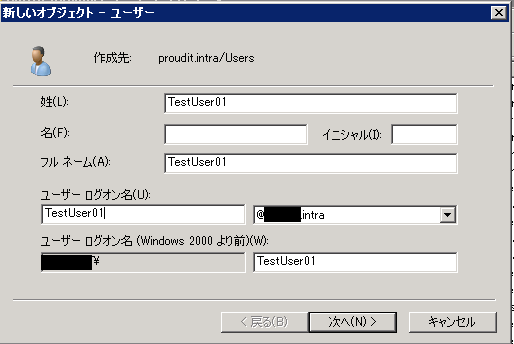 新しいオブジェクト - ユーザー
作成先: proudit.intra/Users
姓(L): TestUser01
名(F): イニシャル(I):
フル ネーム(A): TestUser01
ユーザー ログオン名(U):
TestUser01 @ .intra
ユーザー ログオン名 (Windows 2000 より前)(W):
¥ TestUser01
< 戻る(B) 次へ(N) > キャンセル